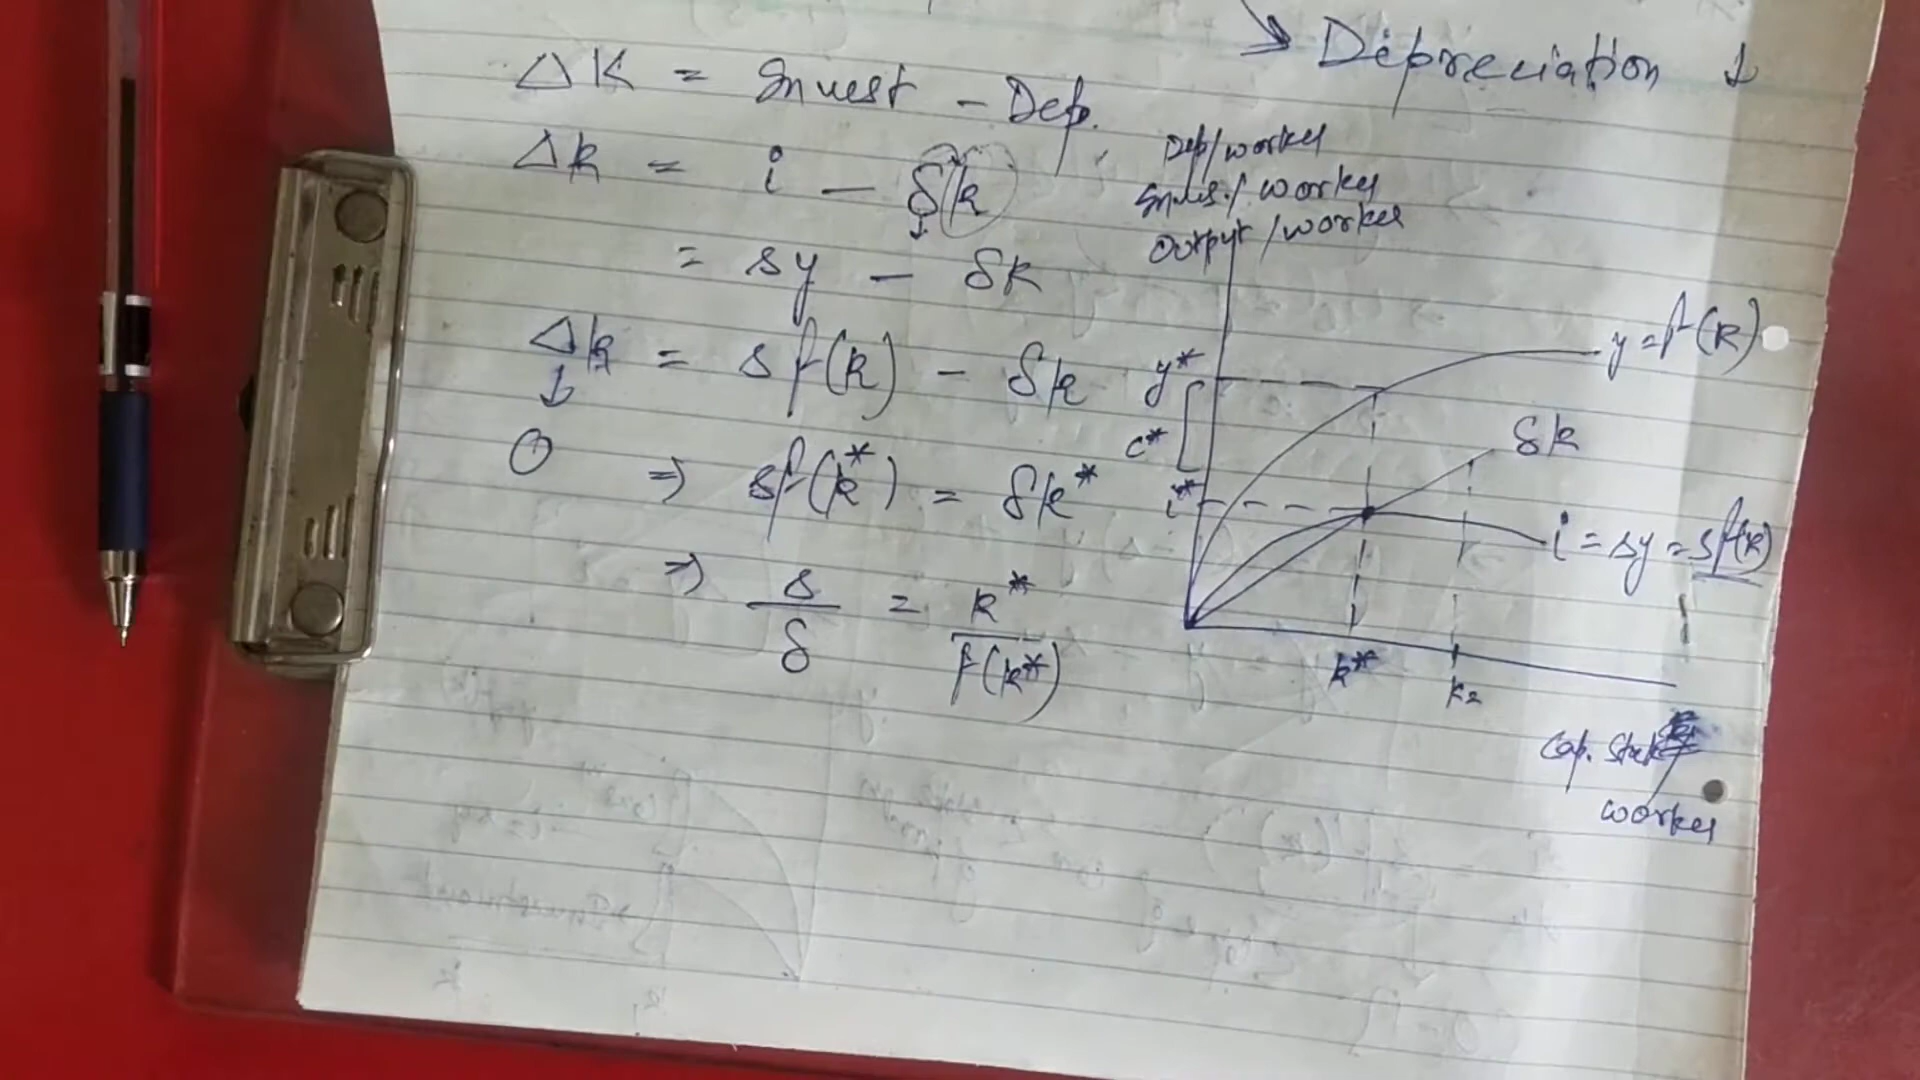 → Depreciation ↓
ΔK = Invest - Dep.
Δk = i - δk
↓
= sy - δk
Δk = sf(k) - δk
↓
0
⇒ sf(k*) = δk*
⇒ s/δ = k*/f(k*)
Dep/worker
Inves./worker
Output/worker
y = f(k)
y*
δk
c*
i*
i = sy = sf(k)
k*
k2
Cap. Stock
worker